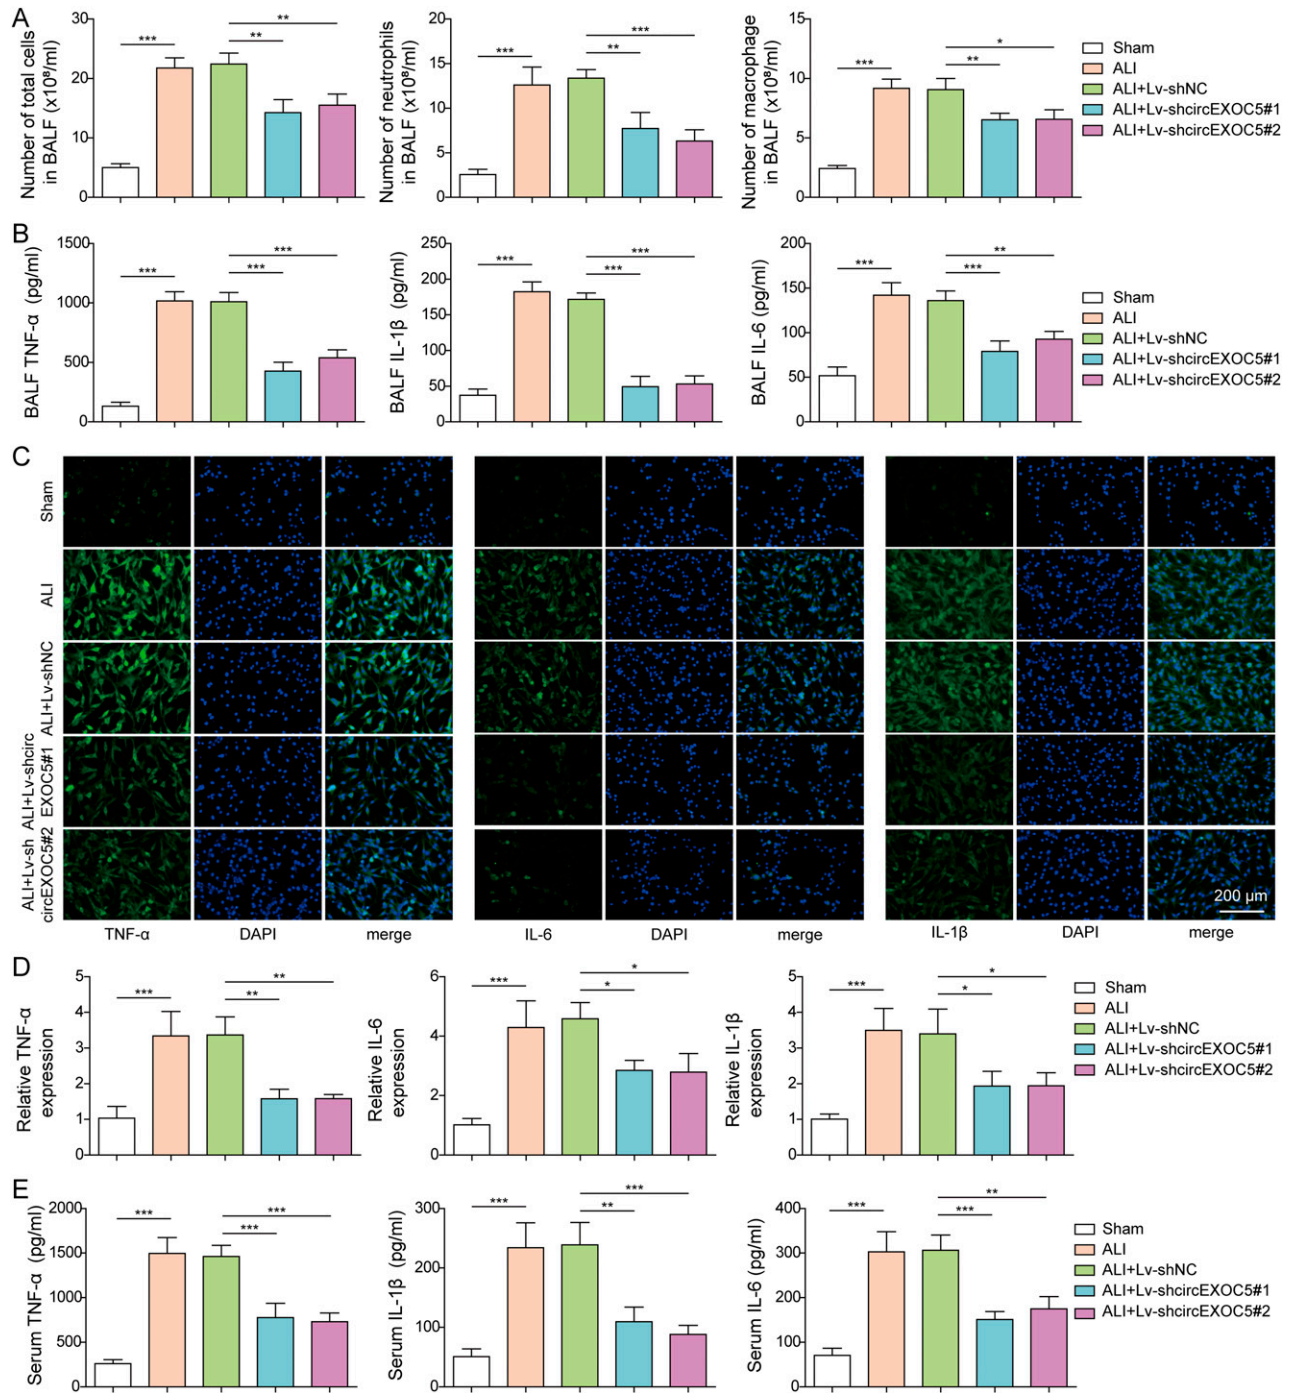 A
Number of total cells
in BALF (x10⁸/ml)
30
20
10
0
***
**
**
Number of neutrophils
in BALF (x10⁸/ml)
20
15
10
5
0
***
**
***
Number of macrophage
in BALF (x10⁸/ml)
15
10
5
0
***
**
*
Sham
ALI
ALI+Lv-shNC
ALI+Lv-shcircEXOC5#1
ALI+Lv-shcircEXOC5#2
B
BALF TNF-α (pg/ml)
1500
1000
500
0
***
***
***
BALF IL-1β (pg/ml)
250
200
150
100
50
0
***
***
***
BALF IL-6 (pg/ml)
200
150
100
50
0
***
***
**
Sham
ALI
ALI+Lv-shNC
ALI+Lv-shcircEXOC5#1
ALI+Lv-shcircEXOC5#2
C
Sham
ALI
ALI+Lv-shNC
ALI+Lv-shcirc
EXOC5#1
ALI+Lv-sh
circEXOC5#2
200 µm
TNF-α DAPI merge IL-6 DAPI merge IL-1β DAPI merge
D
Relative TNF-α
expression
5
4
3
2
1
0
***
**
**
Relative IL-6
expression
6
4
2
0
***
*
*
Relative IL-1β
expression
5
4
3
2
1
0
***
*
*
Sham
ALI
ALI+Lv-shNC
ALI+Lv-shcircEXOC5#1
ALI+Lv-shcircEXOC5#2
E
Serum TNF-α (pg/ml)
2000
1500
1000
500
0
***
***
***
Serum IL-1β (pg/ml)
300
200
100
0
***
**
***
Serum IL-6 (pg/ml)
400
300
200
100
0
***
***
**
Sham
ALI
ALI+Lv-shNC
ALI+Lv-shcircEXOC5#1
ALI+Lv-shcircEXOC5#2